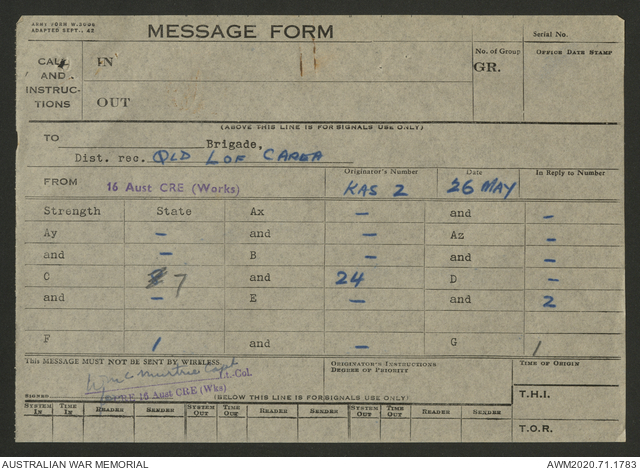 ARMY FORM W.3004
ADAPTED SEPT., 42
MESSAGE FORM
Serial No.
CALL AND INSTRUC-TIONS
IN
No. of Group
GR.
OFFICE DATE STAMP
OUT
(ABOVE THIS LINE IS FOR SIGNALS USE ONLY)
TO
Brigade,
Dist. rec. QLD L OF C AREA
FROM 16 Aust CRE (Works)
Originator's Number KAS 2
Date 26 MAY
In Reply to Number
Strength State Ax – and –
Ay – and – Az –
and – B – and –
C 7 and 24 D –
and – E – and 2
F 1 and – G 1
This MESSAGE MUST NOT BE SENT BY WIRELESS.
ORIGINATOR'S INSTRUCTIONS
DEGREE OF PRIORITY
TIME OF ORIGIN
Capt
Lt.-Col.
SIGNED
CRE 16 Aust CRE (Wks)
(BELOW THIS LINE IS FOR SIGNALS USE ONLY)
T.H.I.
SYSTEM IN TIME IN READER SENDER SYSTEM OUT TIME OUT READER SENDER SYSTEM OUT TIME OUT READER SENDER
T.O.R.
AUSTRALIAN WAR MEMORIAL
AWM2020.71.1783